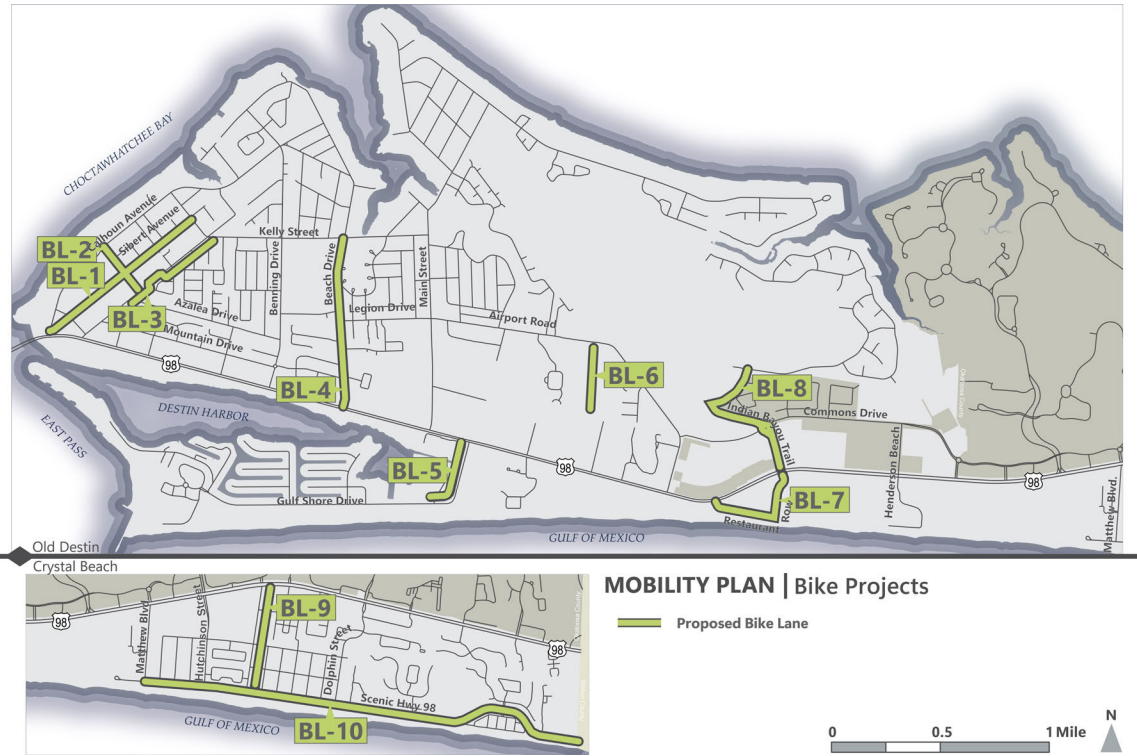 CHOCTAWHATCHEE BAY
Calhoun Avenue
Sibert Avenue
BL-2
BL-1
BL-3
Kelly Street
Benning Drive
Beach Drive
Main Street
Azalea Drive
Legion Drive
Airport Road
Mountain Drive
98
BL-4
BL-6
BL-8
Indian Bayou Trail
Commons Drive
Okaloosa County
DESTIN HARBOR
EAST PASS
BL-5
98
Henderson Beach
98
Gulf Shore Drive
BL-7
Restaurant Row
Matthew Blvd.
GULF OF MEXICO
Old Destin
Crystal Beach
MOBILITY PLAN | Bike Projects
Proposed Bike Lane
98
Matthew Blvd
Hutchinson Street
BL-9
Dolphin Street
98
Scenic Hwy 98
GULF OF MEXICO
BL-10
0 0.5 1 Mile
N